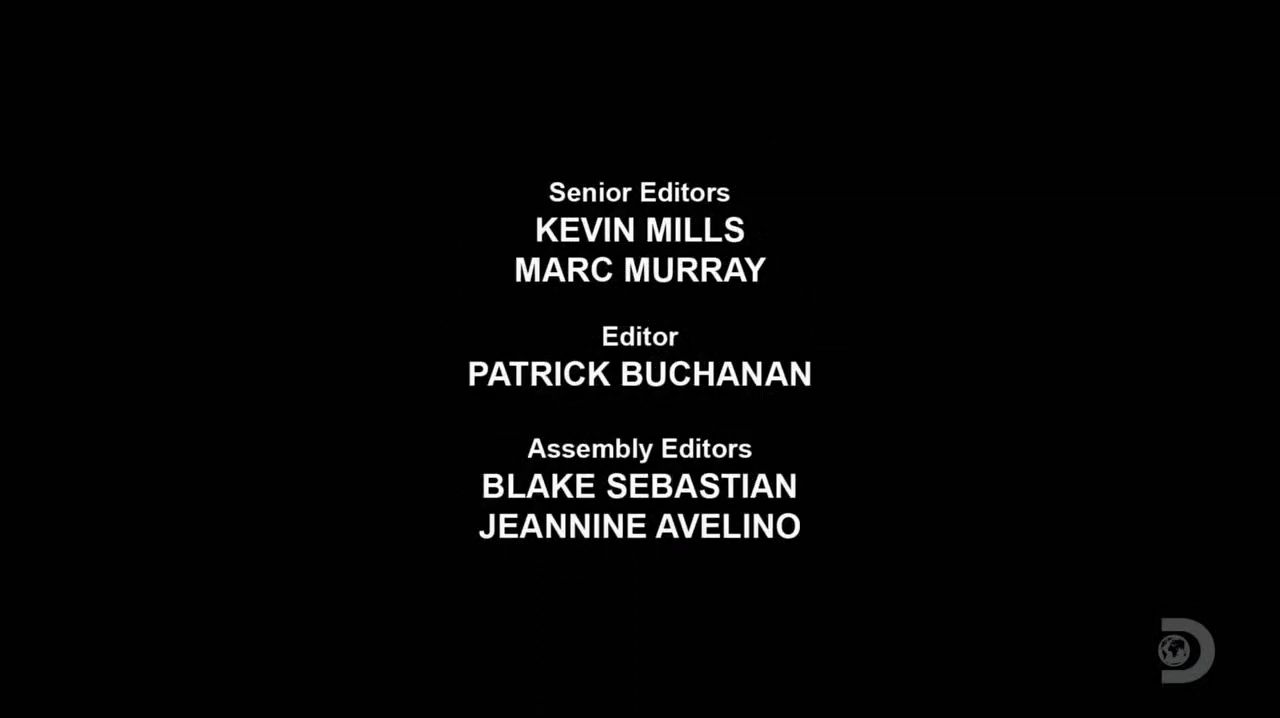 Senior Editors
KEVIN MILLS
MARC MURRAY
Editor
PATRICK BUCHANAN
Assembly Editors
BLAKE SEBASTIAN
JEANNINE AVELINO